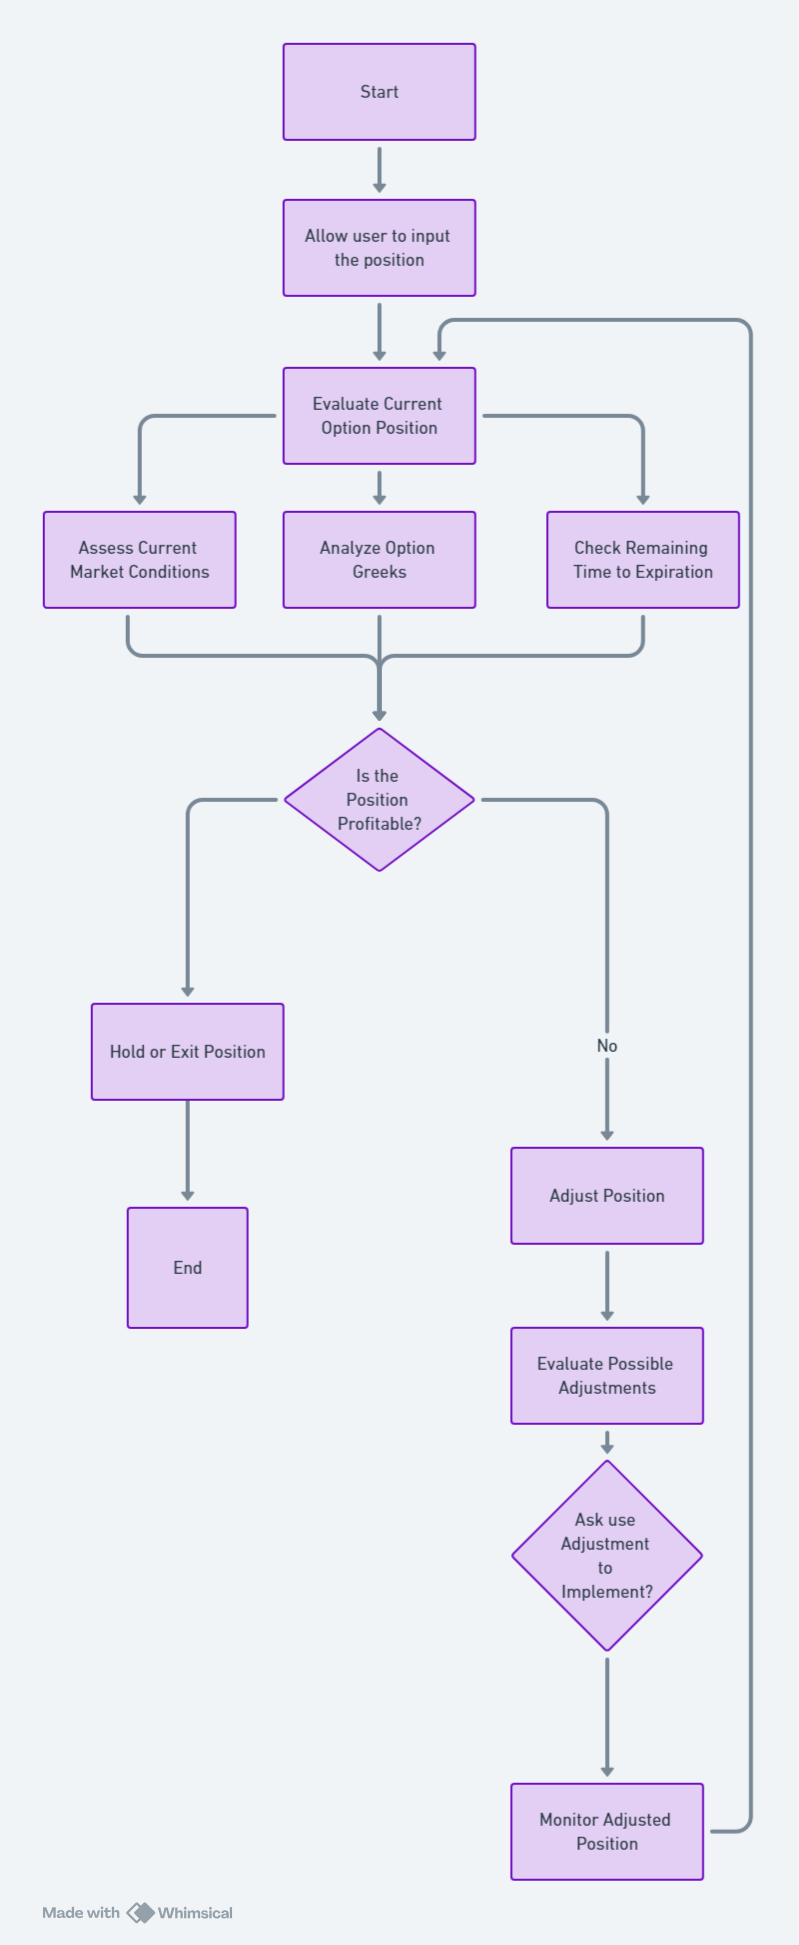 Start
Allow user to input
the position
Evaluate Current
Option Position
Assess Current
Market Conditions
Analyze Option
Greeks
Check Remaining
Time to Expiration
Is the
Position
Profitable?
Hold or Exit Position
No
End
Adjust Position
Evaluate Possible
Adjustments
Ask use
Adjustment
to
Implement?
Monitor Adjusted
Position
Made with Whimsical